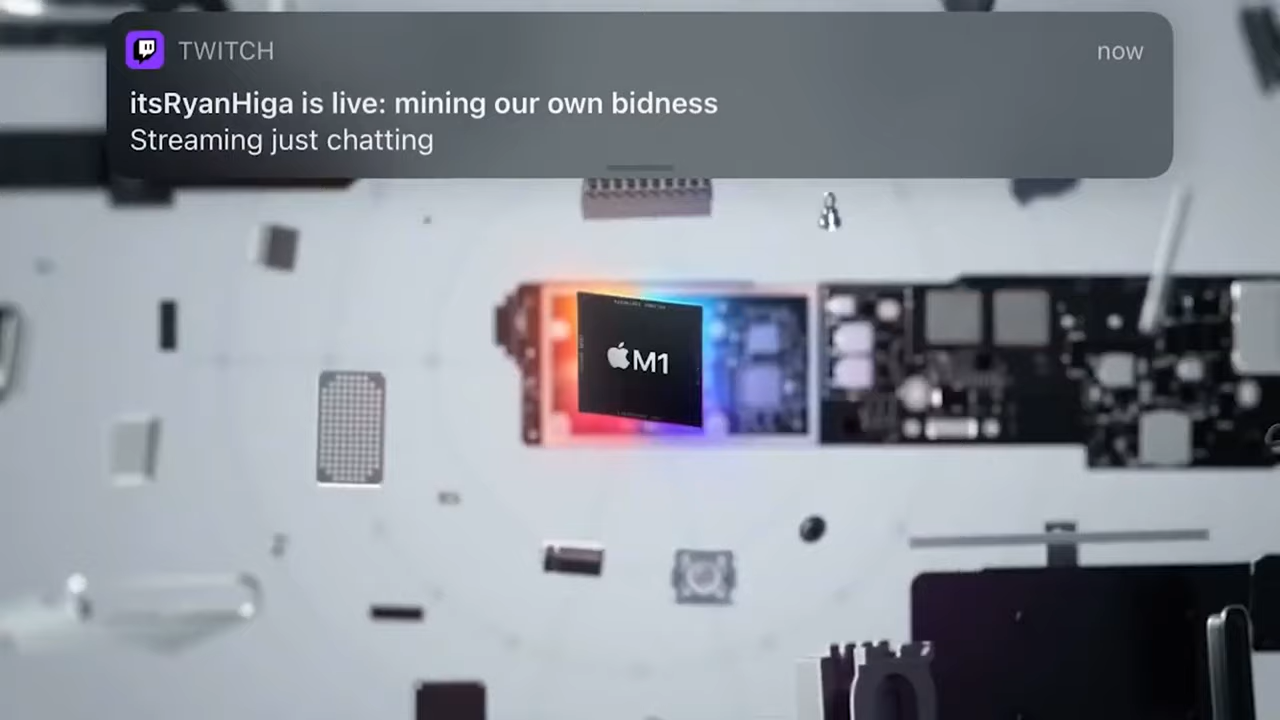 TWITCH
now
itsRyanHiga is live: mining our own bidness
Streaming just chatting
M1